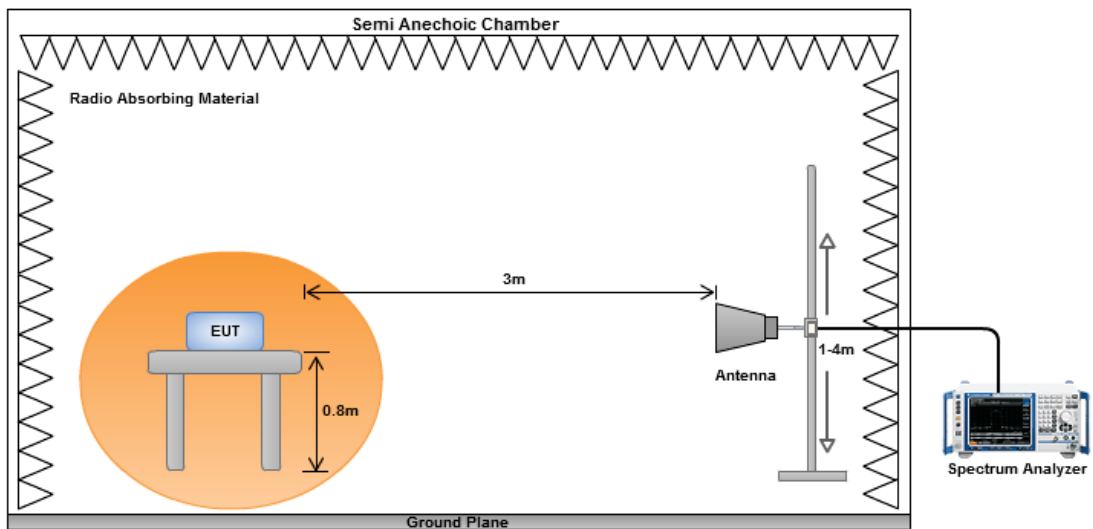 Semi Anechoic Chamber
Radio Absorbing Material
3m
EUT
1-4m
Antenna
0.8m
Spectrum Analyzer
Ground Plane